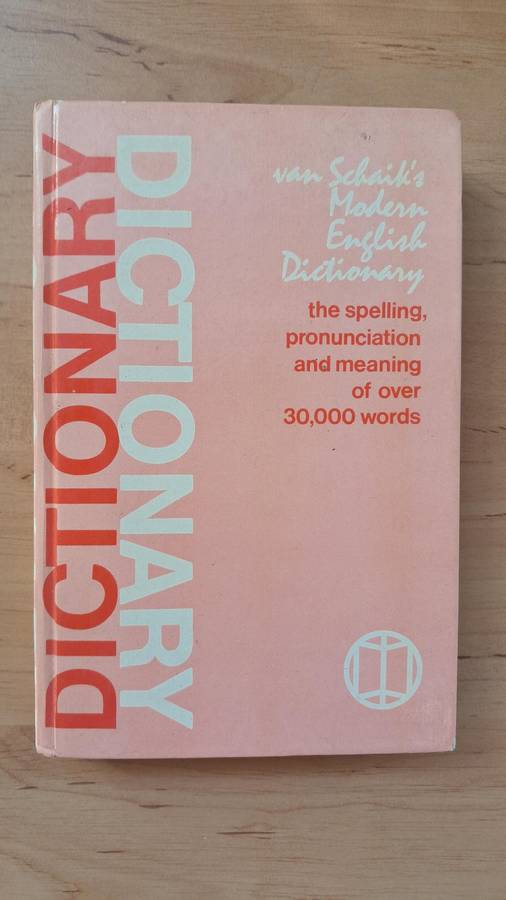 DICTIONARY
DICTIONARY
van Schaik's
Modern
English
Dictionary
the spelling,
pronunciation
and meaning
of over
30,000 words